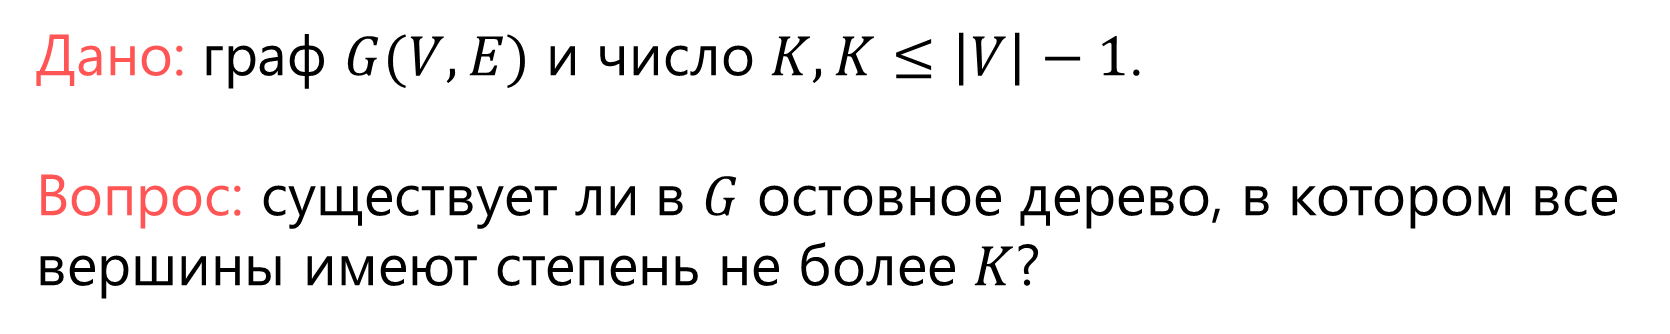 Дано: граф G(V, E) и число K, K ≤ |V| − 1.
Вопрос: существует ли в G остовное дерево, в котором все
вершины имеют степень не более K?